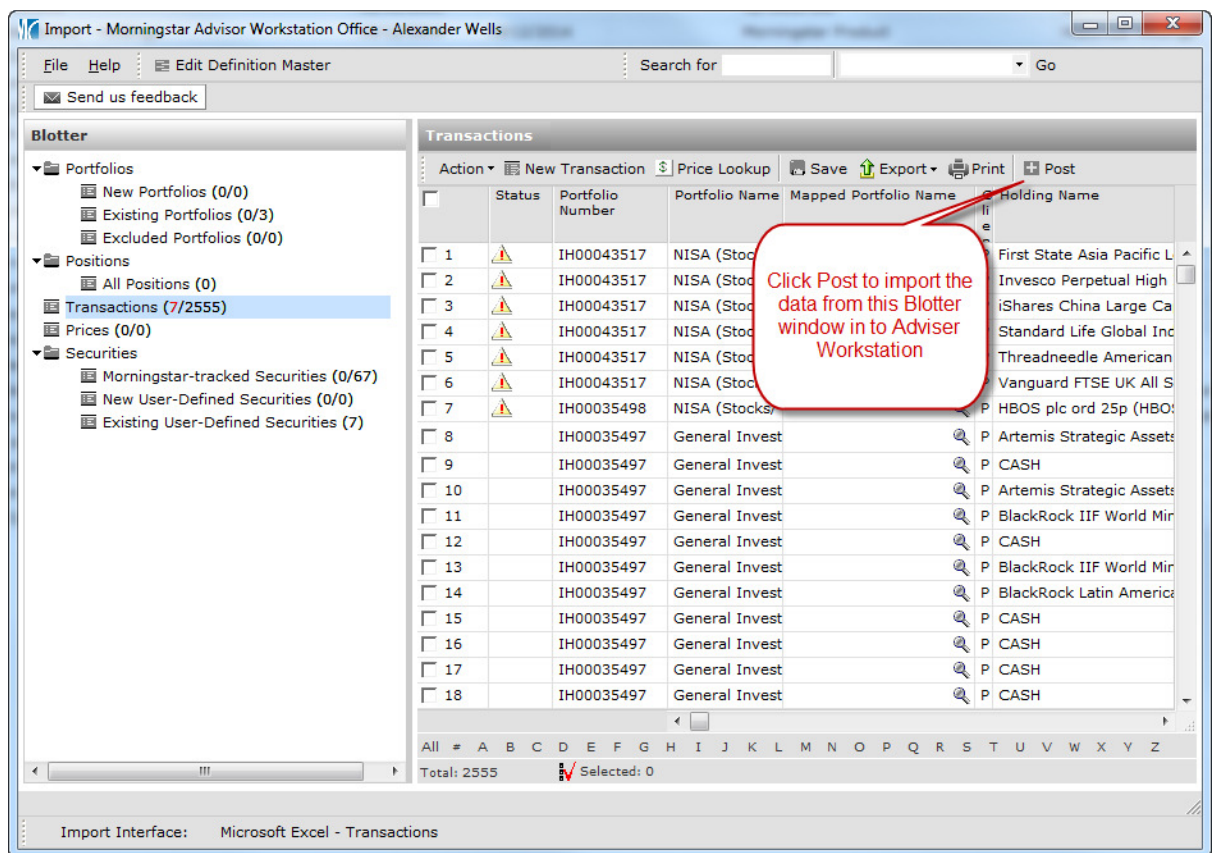 Import - Morningstar Advisor Workstation Office - Alexander Wells
File Help Edit Definition Master Search for Go
Send us feedback
Blotter
Portfolios
New Portfolios (0/0)
Existing Portfolios (0/3)
Excluded Portfolios (0/0)
Positions
All Positions (0)
Transactions (7/2555)
Prices (0/0)
Securities
Morningstar-tracked Securities (0/67)
New User-Defined Securities (0/0)
Existing User-Defined Securities (7)
Transactions
Action New Transaction Price Lookup Save Export Print Post
Status Portfolio Number Portfolio Name Mapped Portfolio Name Holding Name
1 IH00043517 NISA (Stoc First State Asia Pacific L
2 IH00043517 NISA (Stoc Invesco Perpetual High
3 IH00043517 NISA (Stoc iShares China Large Ca
4 IH00043517 NISA (Stoc Standard Life Global Inc
5 IH00043517 NISA (Stoc Threadneedle American
6 IH00043517 NISA (Stoc Vanguard FTSE UK All S
7 IH00035498 NISA (Stocks/ P HBOS plc ord 25p (HBO
8 IH00035497 General Invest P Artemis Strategic Assets
9 IH00035497 General Invest P CASH
10 IH00035497 General Invest P Artemis Strategic Assets
11 IH00035497 General Invest P BlackRock IIF World Mir
12 IH00035497 General Invest P CASH
13 IH00035497 General Invest P BlackRock IIF World Mir
14 IH00035497 General Invest P BlackRock Latin America
15 IH00035497 General Invest P CASH
16 IH00035497 General Invest P CASH
17 IH00035497 General Invest P CASH
18 IH00035497 General Invest P CASH
Click Post to import the
data from this Blotter
window in to Adviser
Workstation
All # A B C D E F G H I J K L M N O P Q R S T U V W X Y Z
Total: 2555 Selected: 0
Import Interface: Microsoft Excel - Transactions